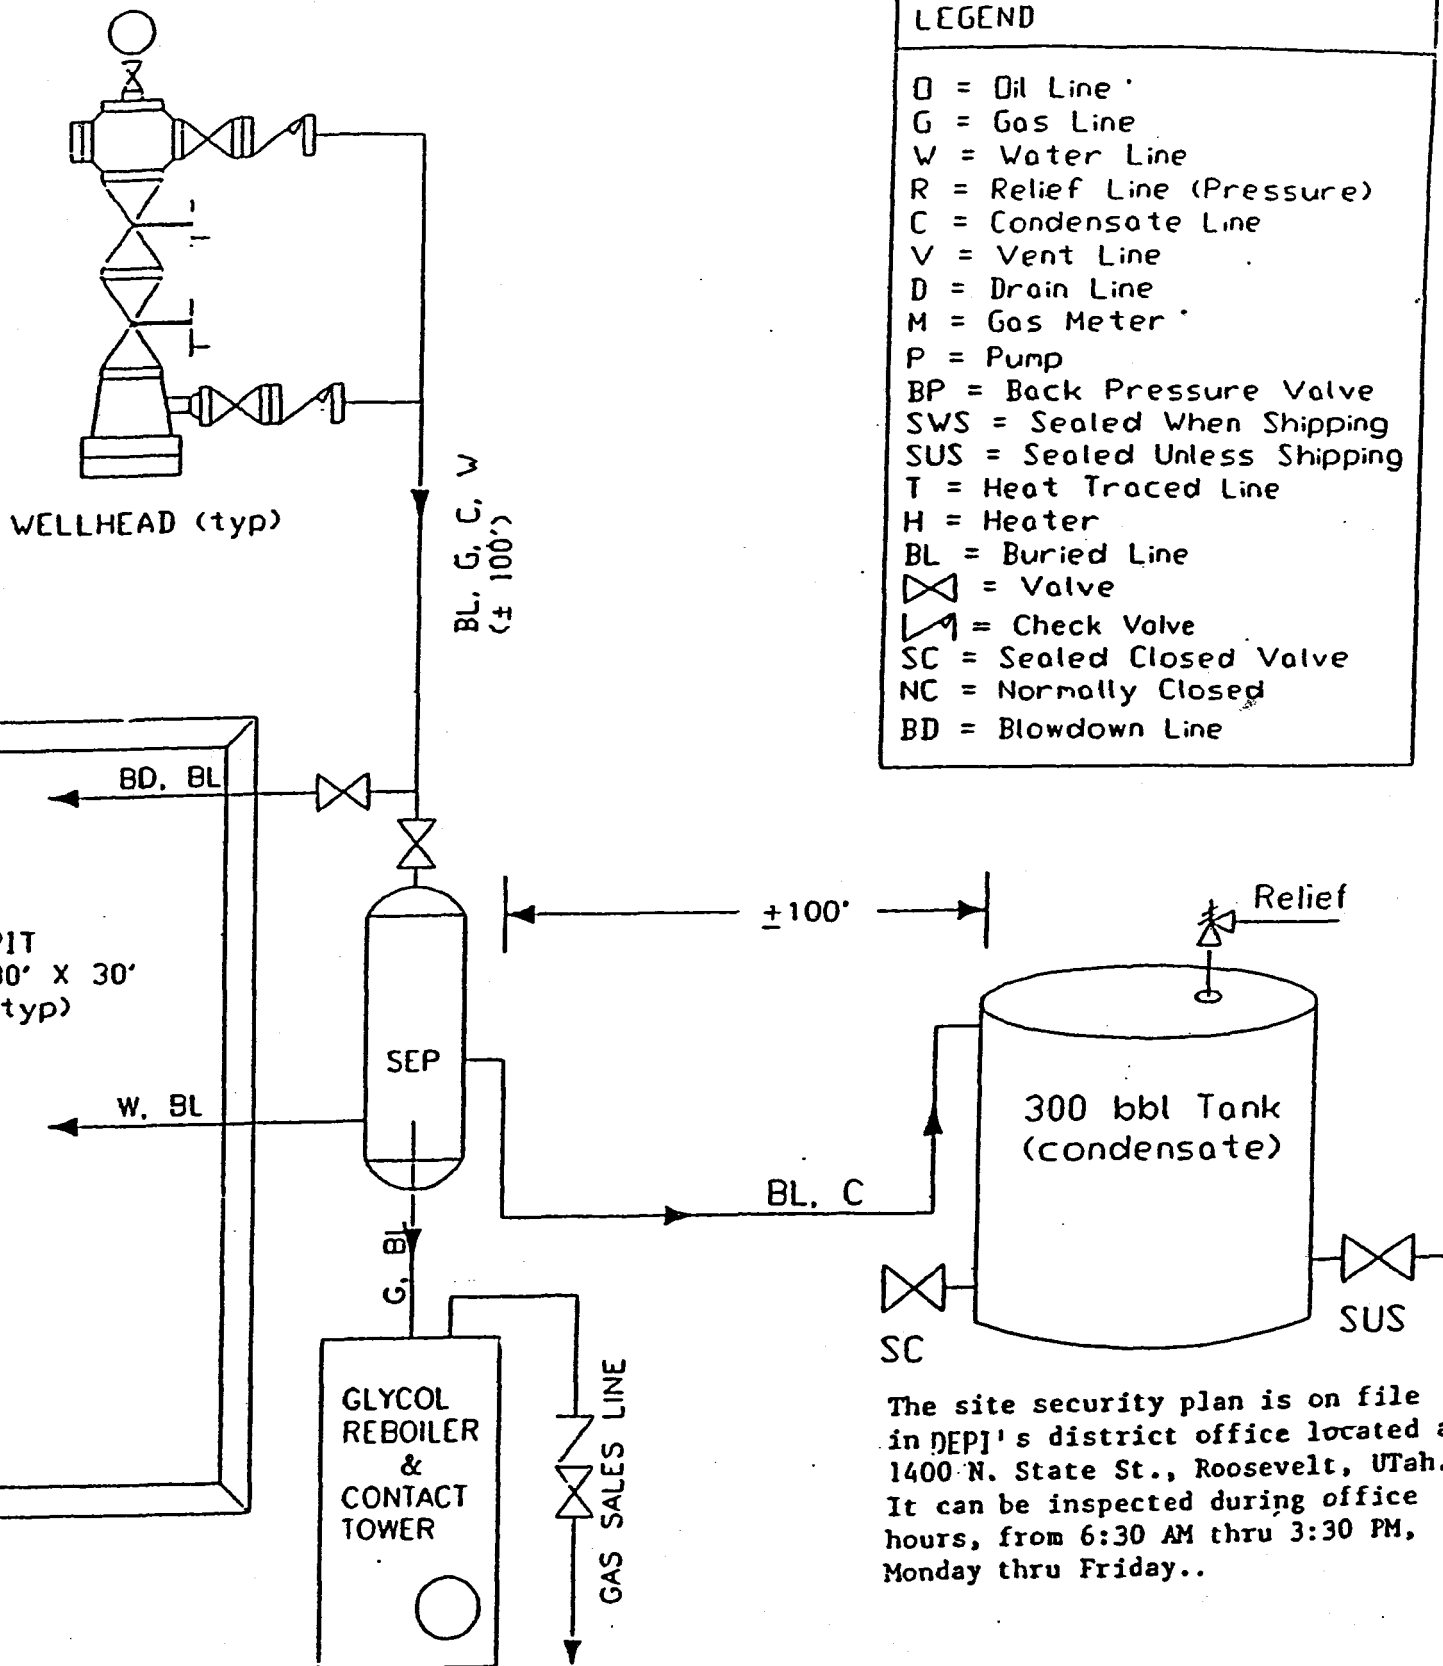 LEGEND
O = Oil Line
G = Gas Line
W = Water Line
R = Relief Line (Pressure)
C = Condensate Line
V = Vent Line
D = Drain Line
M = Gas Meter
P = Pump
BP = Back Pressure Valve
SWS = Sealed When Shipping
SUS = Sealed Unless Shipping
T = Heat Traced Line
H = Heater
BL = Buried Line
= Valve
= Check Valve
SC = Sealed Closed Valve
NC = Normally Closed
BD = Blowdown Line
WELLHEAD (typ)
BL, G, C, W
(± 100')
BD, BL
PIT
30' X 30'
typ)
W, BL
SEP
±100'
Relief
300 bbl Tank
(condensate)
BL, C
G, BL
SC
SUS
GLYCOL
REBOILER
&
CONTACT
TOWER
GAS SALES LINE
The site security plan is on file
in DEPI's district office located a
1400 N. State St., Roosevelt, UTah.
It can be inspected during office
hours, from 6:30 AM thru 3:30 PM,
Monday thru Friday..